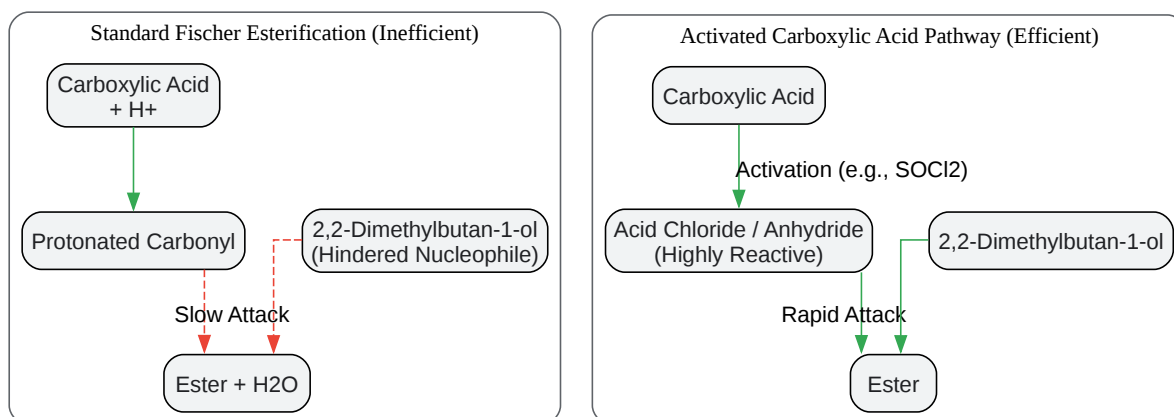 Standard Fischer Esterification (Inefficient)
Carboxylic Acid
+ H+
Protonated Carbonyl
2,2-Dimethylbutan-1-ol
(Hindered Nucleophile)
Slow Attack
Ester + H2O
Activated Carboxylic Acid Pathway (Efficient)
Carboxylic Acid
Activation (e.g., SOCl2)
Acid Chloride / Anhydride
(Highly Reactive)
2,2-Dimethylbutan-1-ol
Rapid Attack
Ester